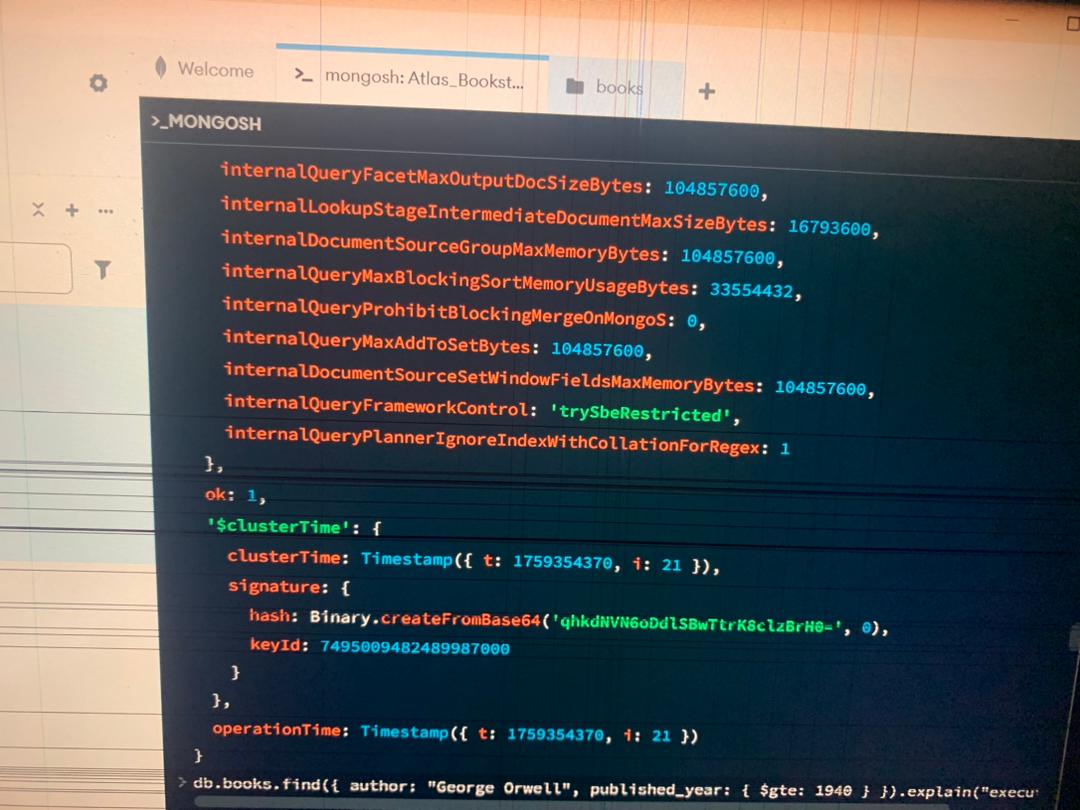 Welcome
>_ mongosh: Atlas_Bookst...
books
+
>_MONGOSH
internalQueryFacetMaxOutputDocSizeBytes: 104857600,
internalLookupStageIntermediateDocumentMaxSizeBytes: 16793600,
internalDocumentSourceGroupMaxMemoryBytes: 104857600,
internalQueryMaxBlockingSortMemoryUsageBytes: 33554432,
internalQueryProhibitBlockingMergeOnMongoS: 0,
internalQueryMaxAddToSetBytes: 104857600,
internalDocumentSourceSetWindowFieldsMaxMemoryBytes: 104857600,
internalQueryFrameworkControl: 'trySbeRestricted',
internalQueryPlannerIgnoreIndexWithCollationForRegex: 1
},
ok: 1,
'$clusterTime': {
clusterTime: Timestamp({ t: 1759354370, i: 21 }),
signature: {
hash: Binary.createFromBase64('qhkdNVN6oDdlSBwTtrK8clzBrH0=', 0),
keyId: 7495009482489987000
}
},
operationTime: Timestamp({ t: 1759354370, i: 21 })
}
> db.books.find({ author: "George Orwell", published_year: { $gte: 1940 } }).explain("execu